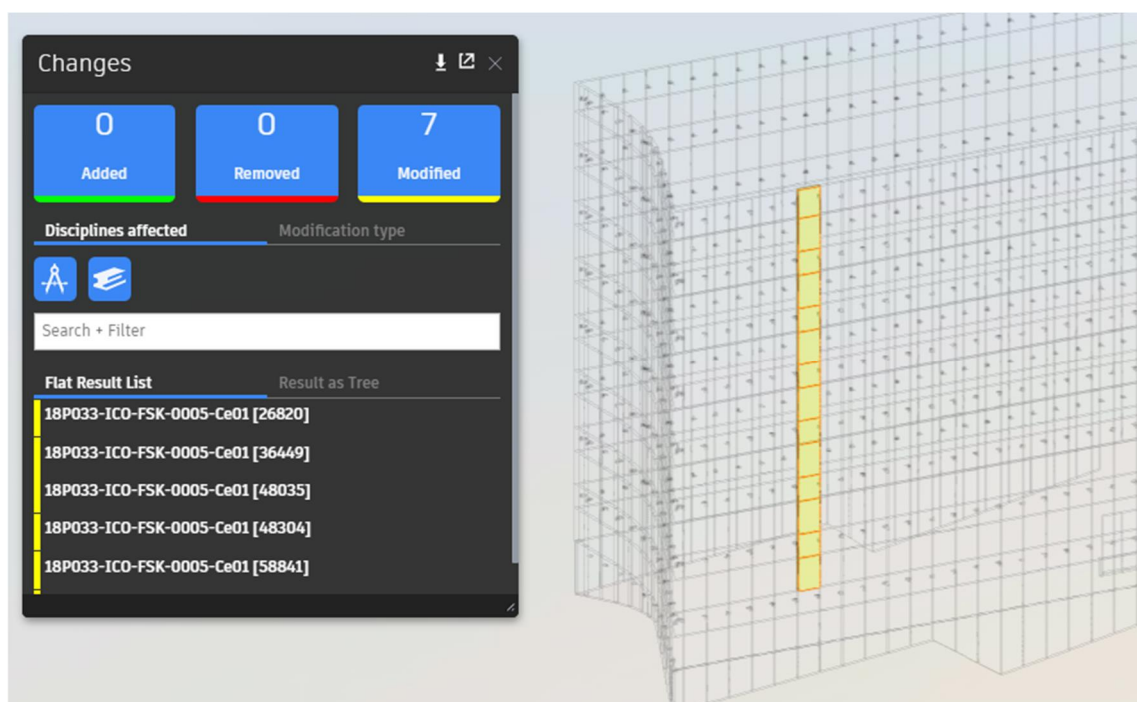 Changes
0 0 7
Added Removed Modified
Disciplines affected Modification type
Search + Filter
Flat Result List Result as Tree
18P033-ICO-FSK-0005-Ce01 [26820]
18P033-ICO-FSK-0005-Ce01 [36449]
18P033-ICO-FSK-0005-Ce01 [48035]
18P033-ICO-FSK-0005-Ce01 [48304]
18P033-ICO-FSK-0005-Ce01 [58841]